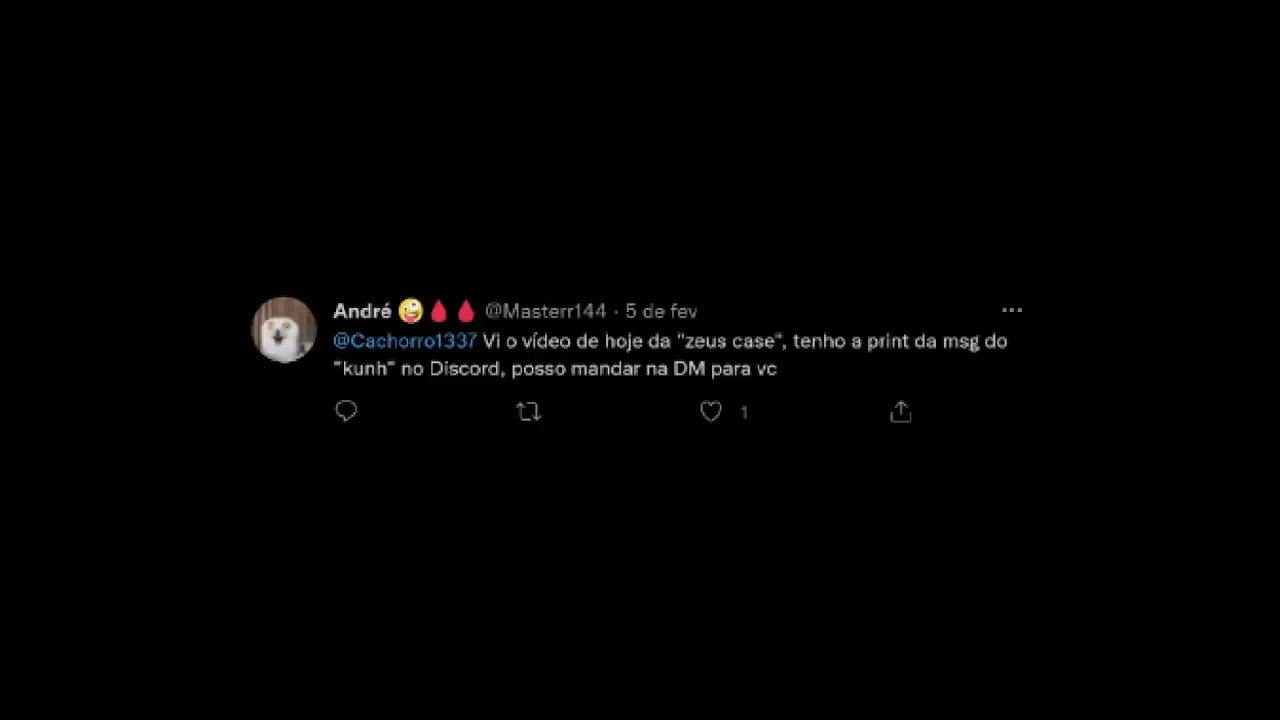 André 🤪🩸🩸 @Masterr144 · 5 de fev
@Cachorro1337 Vi o vídeo de hoje da "zeus case", tenho a print da msg do
"kunh" no Discord, posso mandar na DM para vc
1